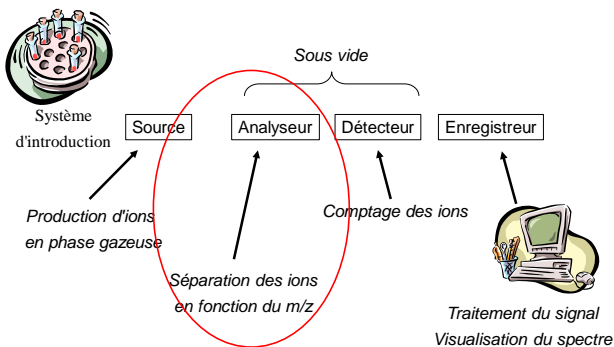 Sous vide
Système
d'introduction
Source
Analyseur
Détecteur
Enregistreur
Production d'ions
en phase gazeuse
Comptage des ions
Séparation des ions
en fonction du m/z
Traitement du signal
Visualisation du spectre